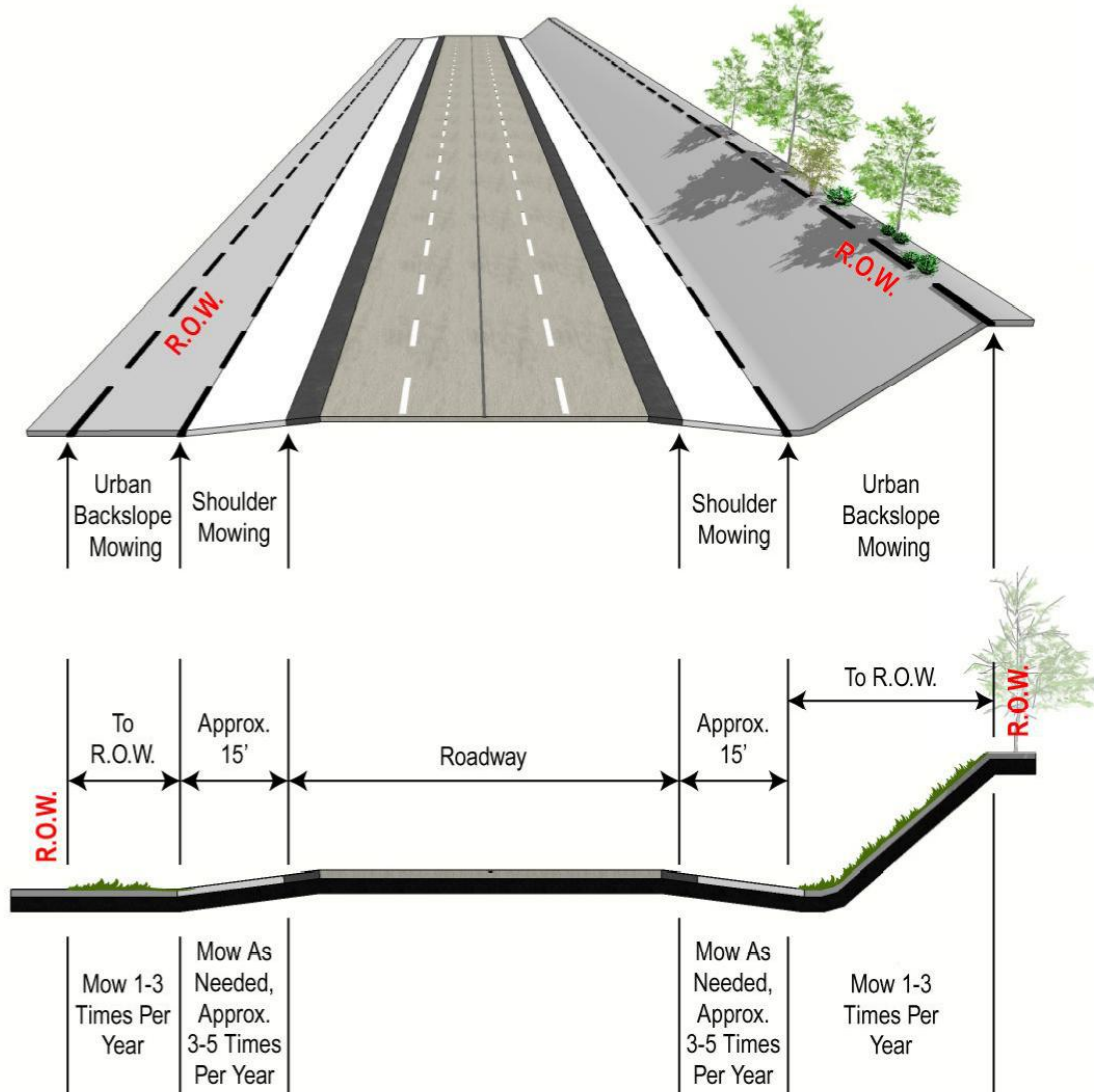 R.O.W.
R.O.W.
Urban
Backslope
Mowing
Shoulder
Mowing
Shoulder
Mowing
Urban
Backslope
Mowing
To
R.O.W.
Approx.
15'
Roadway
Approx.
15'
To R.O.W.
R.O.W.
R.O.W.
Mow 1-3
Times Per
Year
Mow As
Needed,
Approx.
3-5 Times
Per Year
Mow As
Needed,
Approx.
3-5 Times
Per Year
Mow 1-3
Times Per
Year